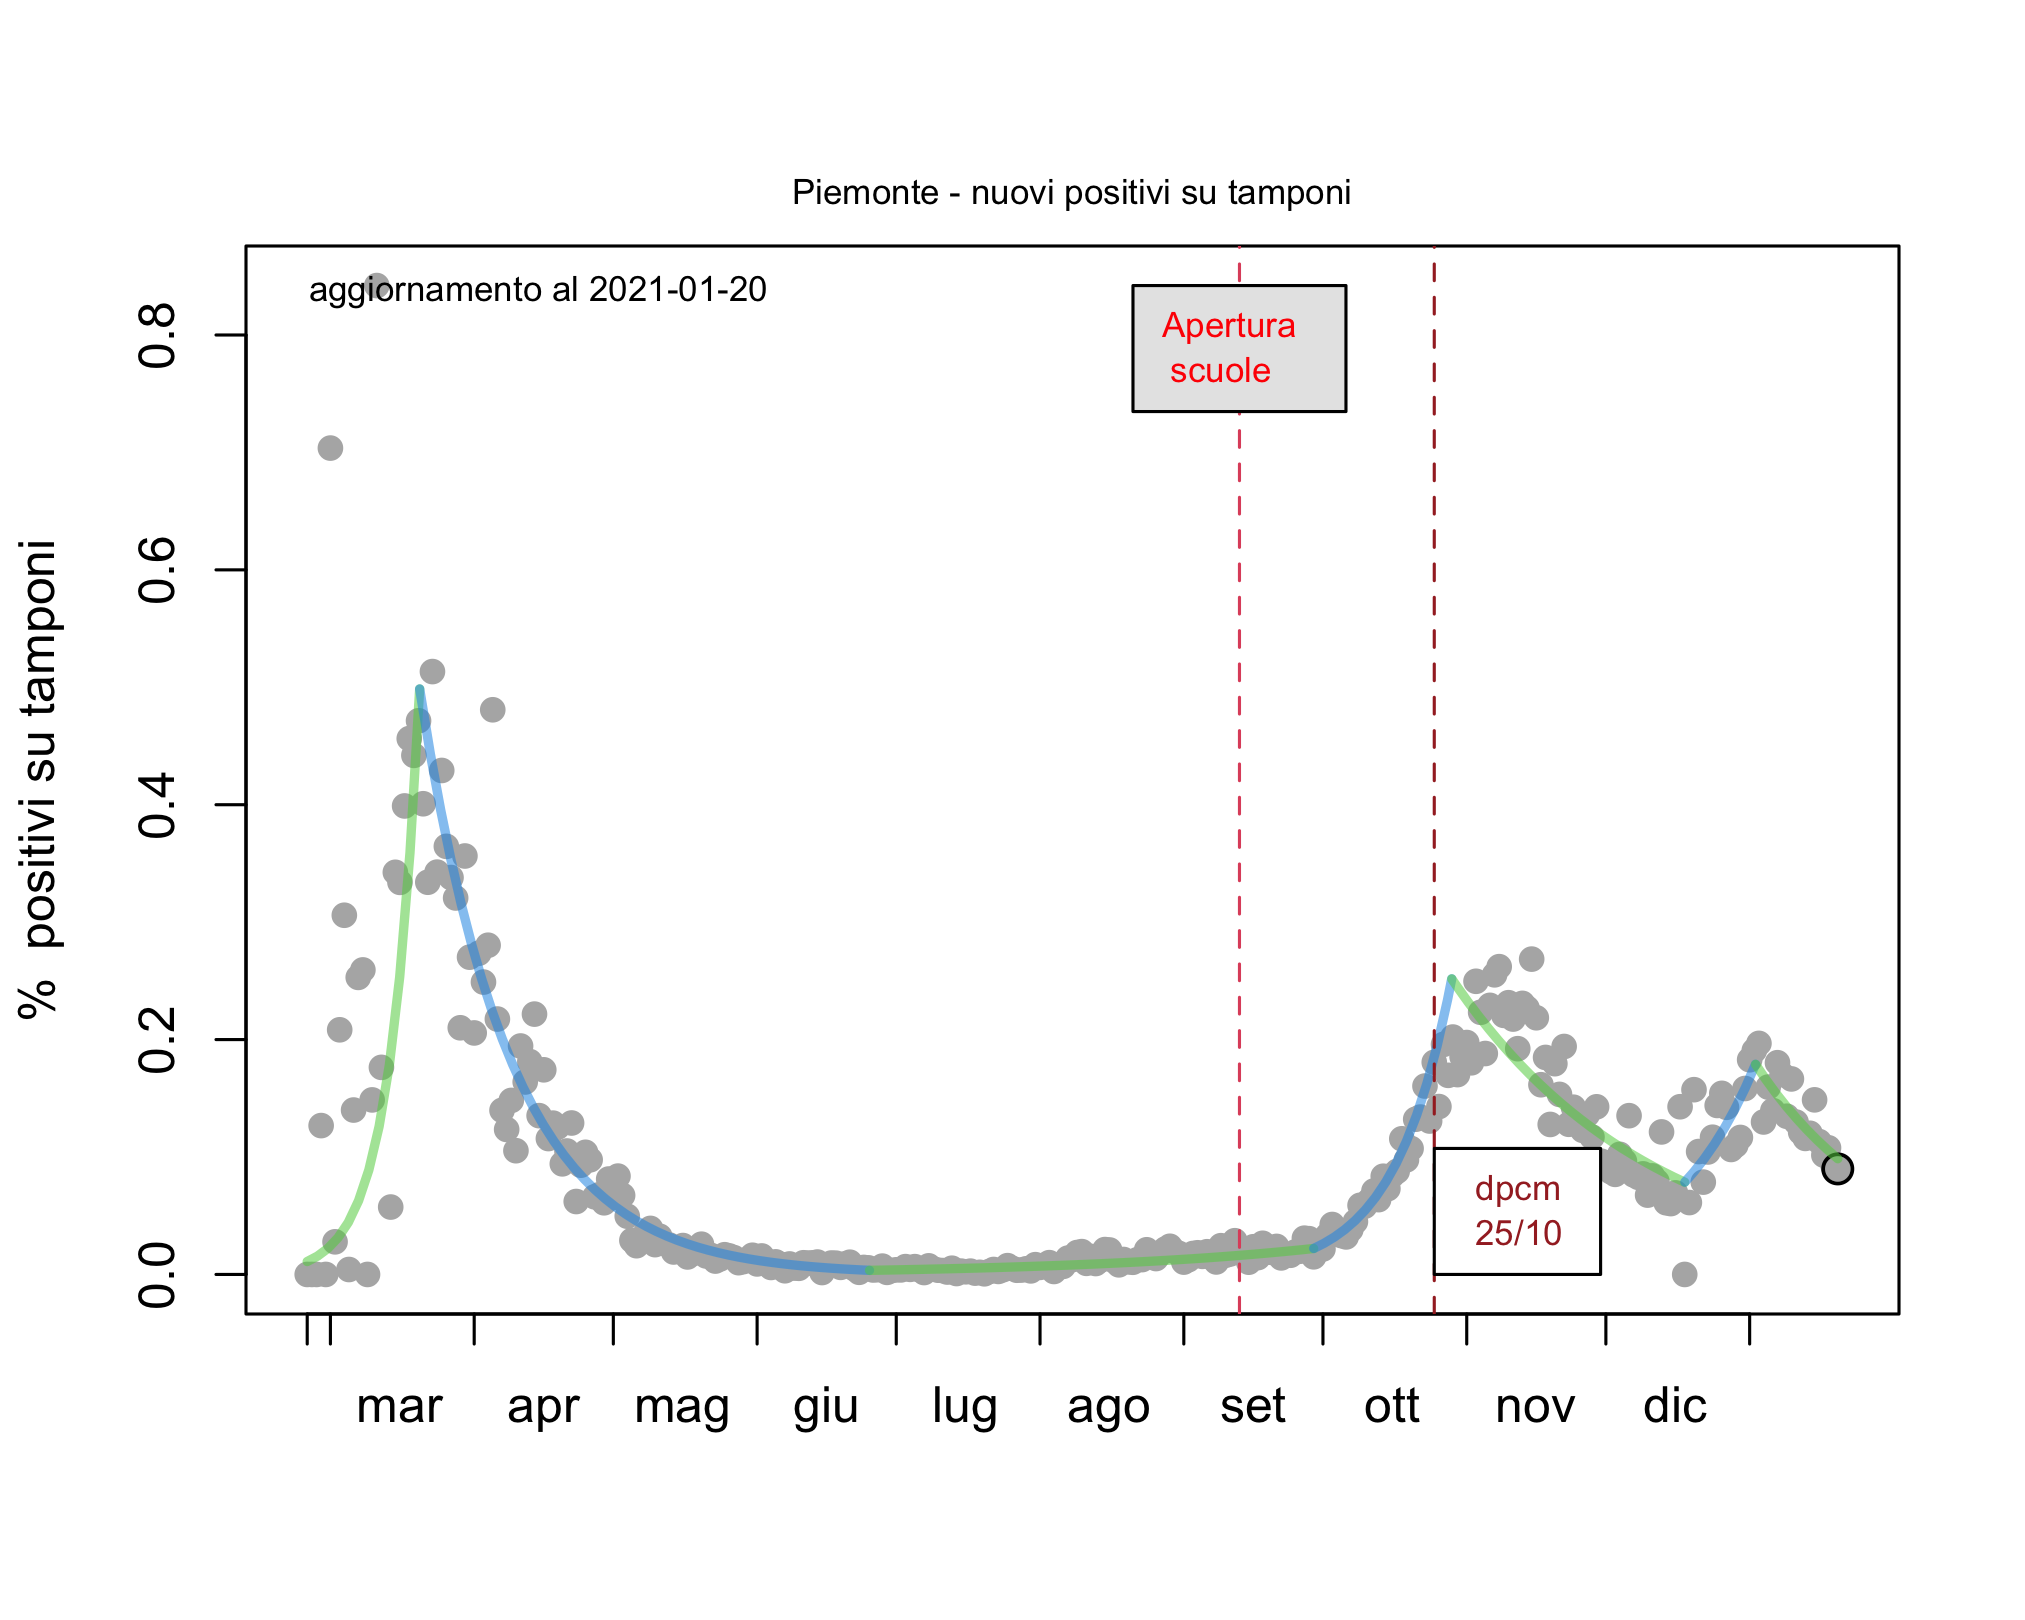 Piemonte - nuovi positivi su tamponi
aggiornamento al 2021-01-20
Apertura
scuole
dpcm
25/10
% positivi su tamponi
0.8
0.6
0.4
0.2
0.0
mar apr mag giu lug ago set ott nov dic